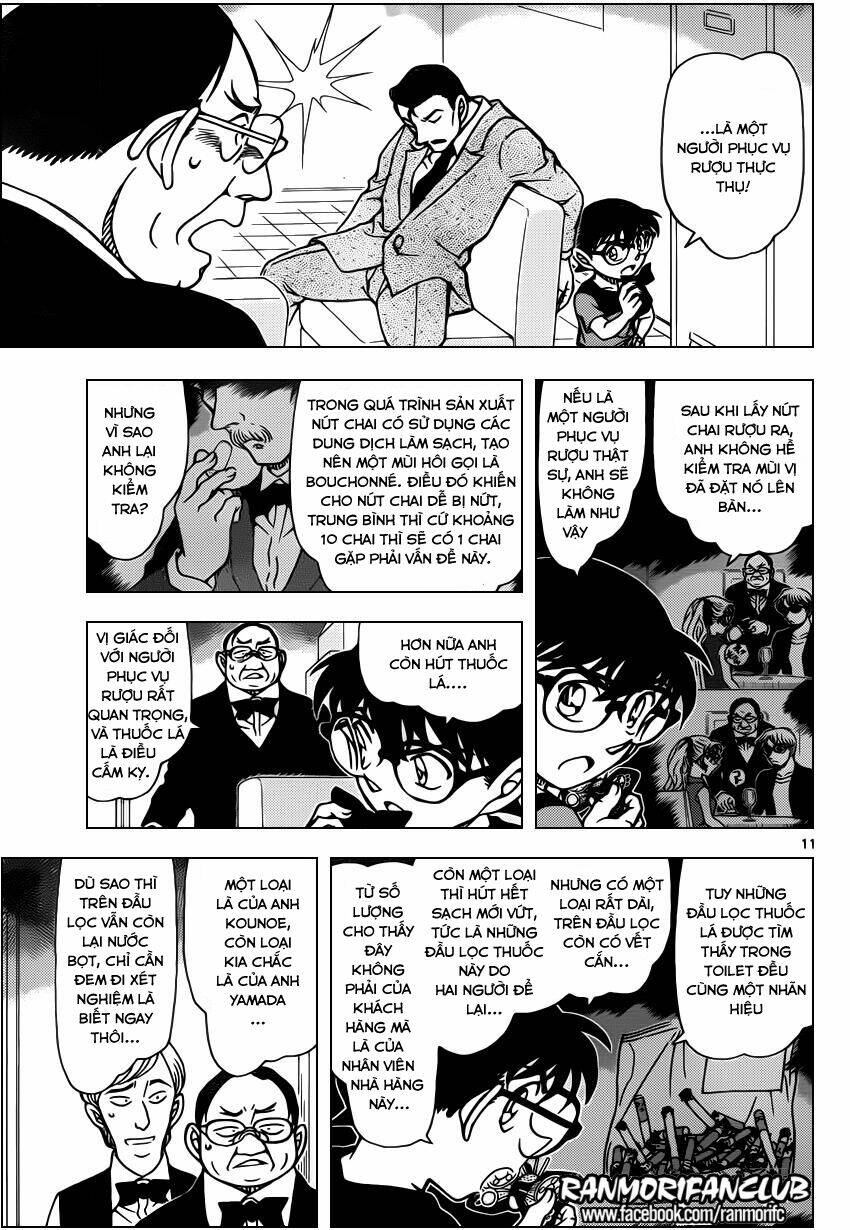 ...LÀ MỘT
NGƯỜI PHỤC VỤ
RƯỢU THỰC
THỤ!
SAU KHI LẤY NÚT
CHAI RƯỢU RA,
ANH KHÔNG HỀ
KIỂM TRA MÙI VỊ
ĐÃ ĐẶT NÓ LÊN
BÀN...
NẾU LÀ
MỘT NGƯỜI
PHỤC VỤ
RƯỢU THẬT
SỰ, ANH SẼ
KHÔNG
LÀM NHƯ
VẬY
TRONG QUÁ TRÌNH SẢN XUẤT
NÚT CHAI CÓ SỬ DỤNG CÁC
DUNG DỊCH LÀM SẠCH, TẠO
NÊN MỘT MÙI HÔI GỌI LÀ
BOUCHONNÉ. ĐIỀU ĐÓ KHIẾN
CHO NÚT CHAI DỄ BỊ NỨT,
TRUNG BÌNH THÌ CỨ KHOẢNG
10 CHAI THÌ SẼ CÓ 1 CHAI
GẶP PHẢI VẤN ĐỀ NÀY.
NHƯNG
VÌ SAO
ANH LẠI
KHÔNG
KIỂM
TRA?
HƠN NỮA ANH
CÒN HÚT THUỐC
LÁ....
VỊ GIÁC ĐỐI
VỚI NGƯỜI
PHỤC VỤ
RƯỢU RẤT
QUAN TRỌNG,
VÀ THUỐC LÁ
LÀ ĐIỀU
CẤM KỴ.
11
TUY NHỮNG
ĐẦU LỌC THUỐC
LÁ ĐƯỢC TÌM
THẤY TRONG
TOILET ĐỀU
CÙNG MỘT NHÃN
HIỆU
NHƯNG CÓ MỘT
LOẠI RẤT DÀI,
TRÊN ĐẦU LỌC
CÒN CÓ VẾT
CẮN...
CÒN MỘT LOẠI
THÌ HÚT HẾT
SẠCH MỚI VỨT,
TỨC LÀ NHỮNG
ĐẦU LỌC THUỐC
NÀY DO
HAI NGƯỜI ĐỂ
LẠI...
TỪ SỐ
LƯỢNG
CHO THẤY
ĐÂY
KHÔNG
PHẢI CỦA
KHÁCH
HÀNG MÀ
LÀ CỦA
NHÂN VIÊN
NHÀ HÀNG
NÀY...
MỘT LOẠI
LÀ CỦA ANH
KOUNOE,
CÒN LOẠI
KIA CHẮC
LÀ CỦA ANH
YAMADA
...
DÙ SAO THÌ
TRÊN ĐẦU
LỌC VẪN CÒN
LẠI NƯỚC
BỌT, CHỈ CẦN
ĐEM ĐI XÉT
NGHIỆM LÀ
BIẾT NGAY
THÔI...
RANMORIFANCLUB
www.facebook.com/ranmorifc